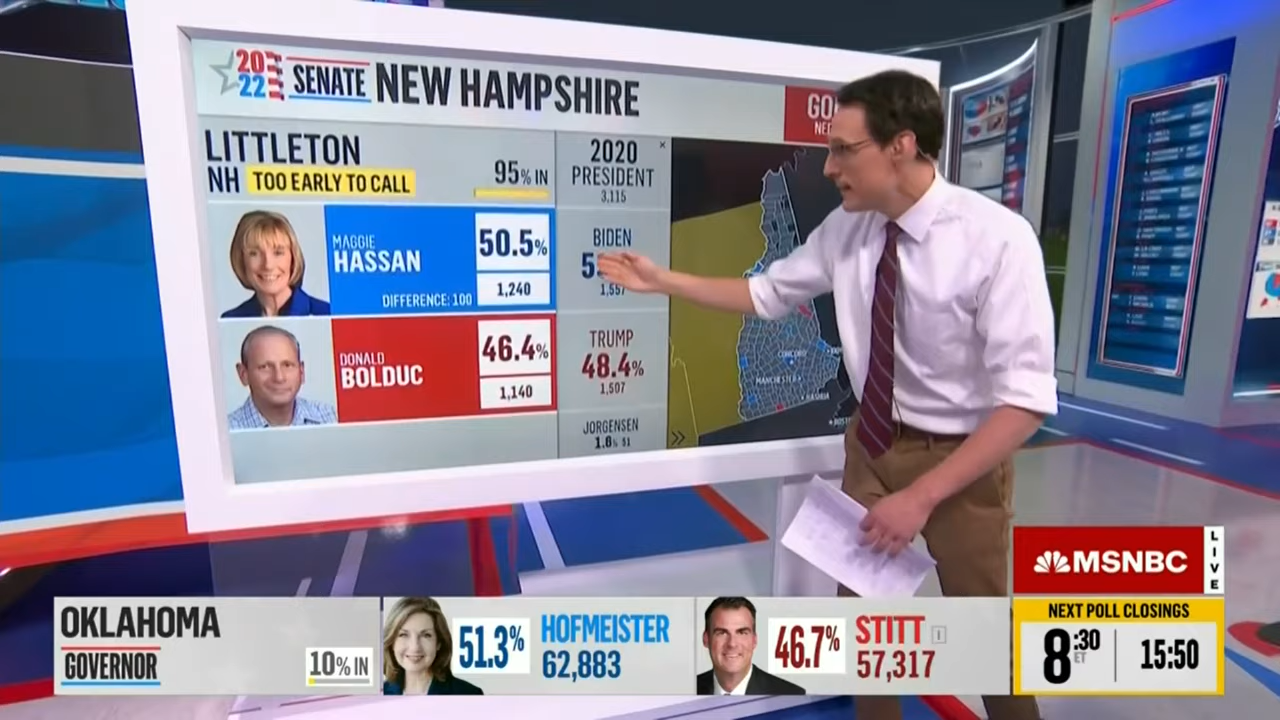 2022
SENATE
NEW HAMPSHIRE
LITTLETON
NH
TOO EARLY TO CALL
95% IN
MAGGIE
HASSAN
50.5%
DIFFERENCE: 100
1,240
DONALD
BOLDUC
46.4%
1,140
2020
PRESIDENT
3,115
BIDEN
1,557
TRUMP
48.4%
1,507
JORGENSEN
1.6% 51
CONCORD
MANCHESTER
NASHUA
MSNBC
LIVE
OKLAHOMA
GOVERNOR
10% IN
51.3%
HOFMEISTER
62,883
46.7%
STITT
57,317
NEXT POLL CLOSINGS
8:30
ET
15:50